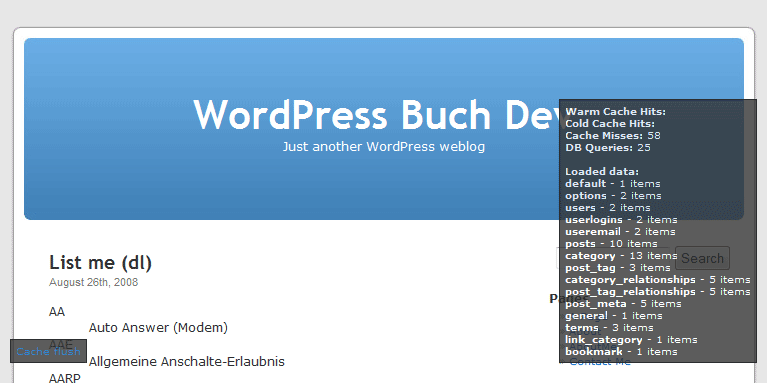 WordPress Buch Dev
Just another WordPress weblog
Warm Cache Hits:
Cold Cache Hits:
Cache Misses: 58
DB Queries: 25
Loaded data:
default - 1 items
options - 2 items
users - 2 items
userlogins - 2 items
useremail - 2 items
posts - 10 items
category - 13 items
post_tag - 3 items
category_relationships - 5 items
post_tag_relationships - 5 items
post_meta - 5 items
general - 1 items
terms - 3 items
link_category - 1 items
bookmark - 1 items
List me (dl)
August 26th, 2008
Search
Pages
AA
Auto Answer (Modem)
AAE
Cache flush
Allgemeine Anschalte-Erlaubnis
AARP
Contact Me